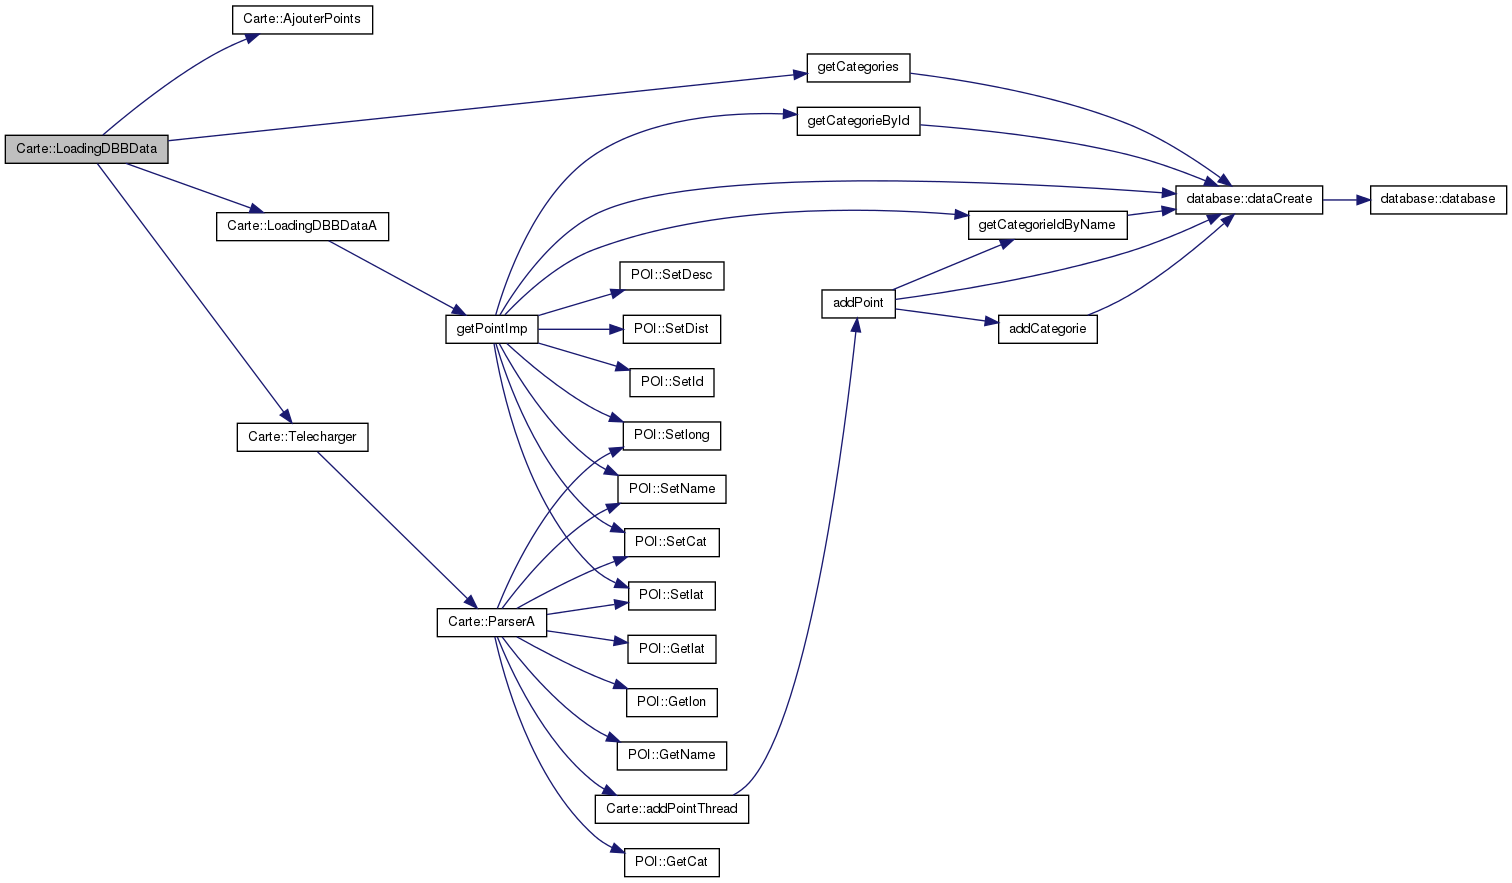 Carte::AjouterPoints
getCategories
getCategorieById
Carte::LoadingDBBData
database::dataCreate
database::database
Carte::LoadingDBBDataA
getCategorieIdByName
POI::SetDesc
addPoint
getPointImp
POI::SetDist
addCategorie
POI::SetId
Carte::Telecharger
POI::Setlong
POI::SetName
POI::SetCat
POI::Setlat
Carte::ParserA
POI::Getlat
POI::Getlon
POI::GetName
Carte::addPointThread
POI::GetCat